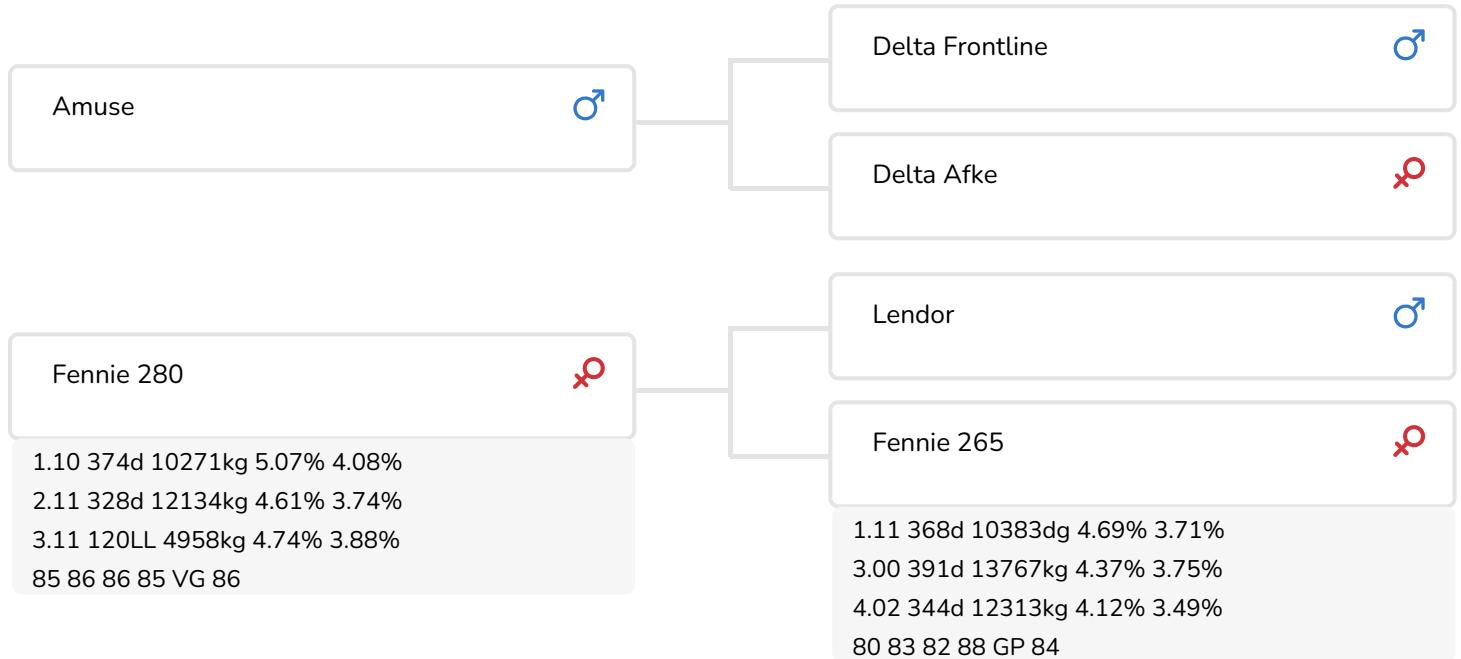 Amuse
Delta Frontline
Delta Afke
Fennie 280
1.10 374d 10271kg 5.07% 4.08%
2.11 328d 12134kg 4.61% 3.74%
3.11 120LL 4958kg 4.74% 3.88%
85 86 86 85 VG 86
Lendor
Fennie 265
1.11 368d 10383dg 4.69% 3.71%
3.00 391d 13767kg 4.37% 3.75%
4.02 344d 12313kg 4.12% 3.49%
80 83 82 88 GP 84